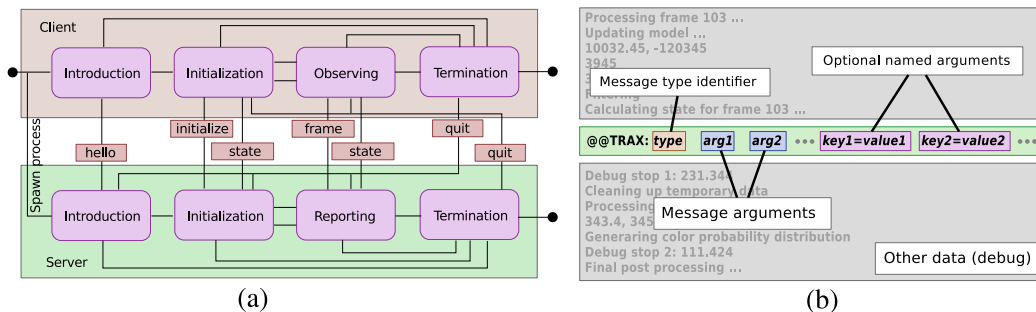 Client
Introduction
Initialization
Observing
Termination
Spawn process
hello
initialize
state
frame
state
quit
quit
Introduction
Initialization
Reporting
Termination
Server
(a)
Processing frame 103 ...
Updating model ...
10032.45, -120345
3945
Message type identifier
Optional named arguments
Calculating state for frame 103 ...
@@TRAX: type arg1 arg2 ••• key1=value1 key2=value2 •••
Debug stop 1: 231.344
Cleaning up temporary data
Processing
343.4, 345
Message arguments
Generaring color probability distribution
Debug stop 2: 111.424
Final post processing ...
Other data (debug)
(b)